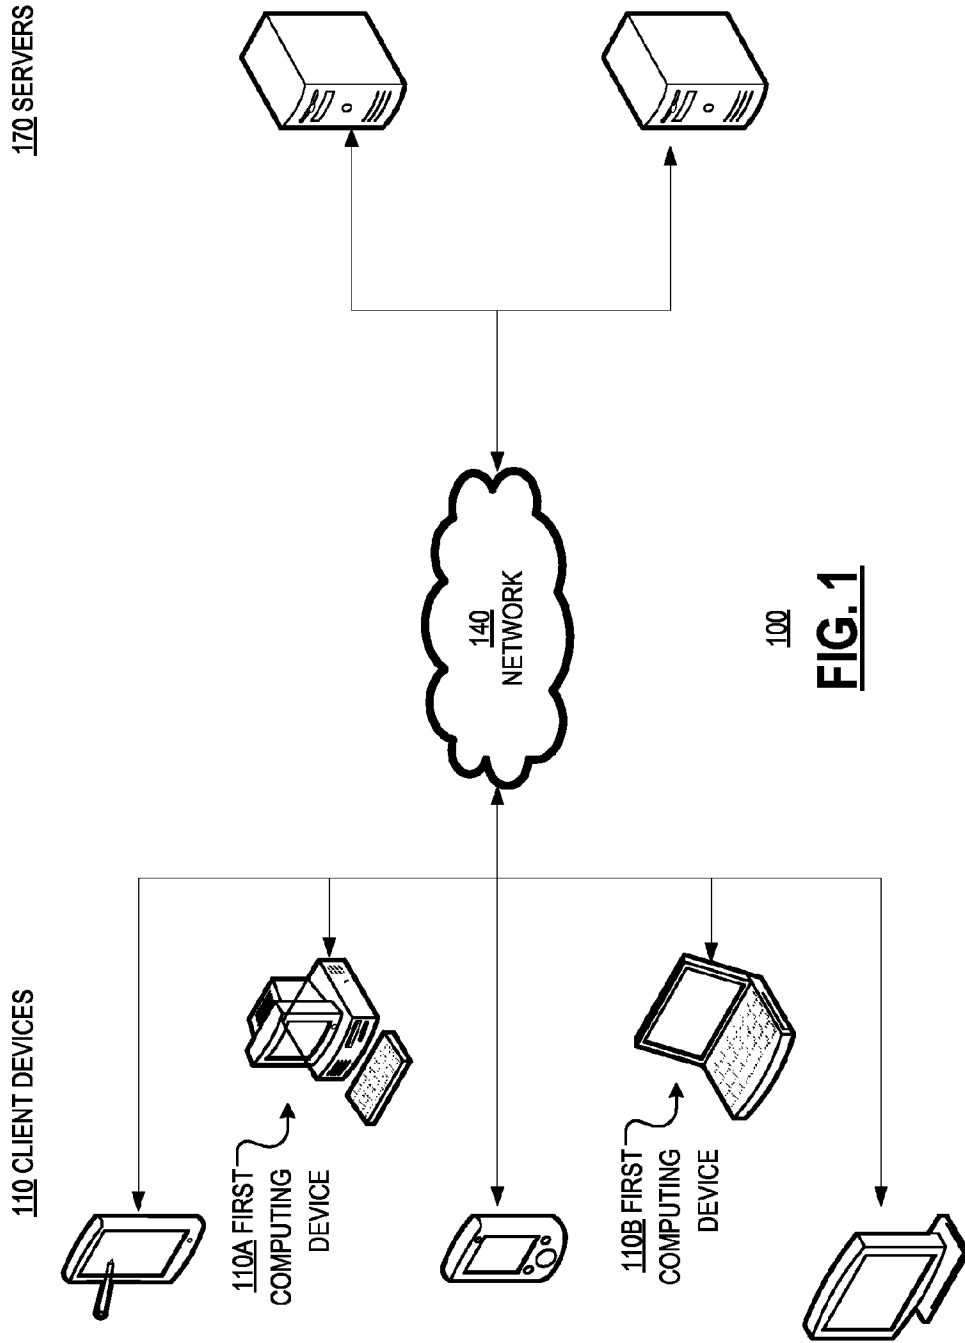 110 CLIENT DEVICES
170 SERVERS
110A FIRST
COMPUTING
DEVICE
140
NETWORK
110B FIRST
COMPUTING
DEVICE
100
FIG. 1